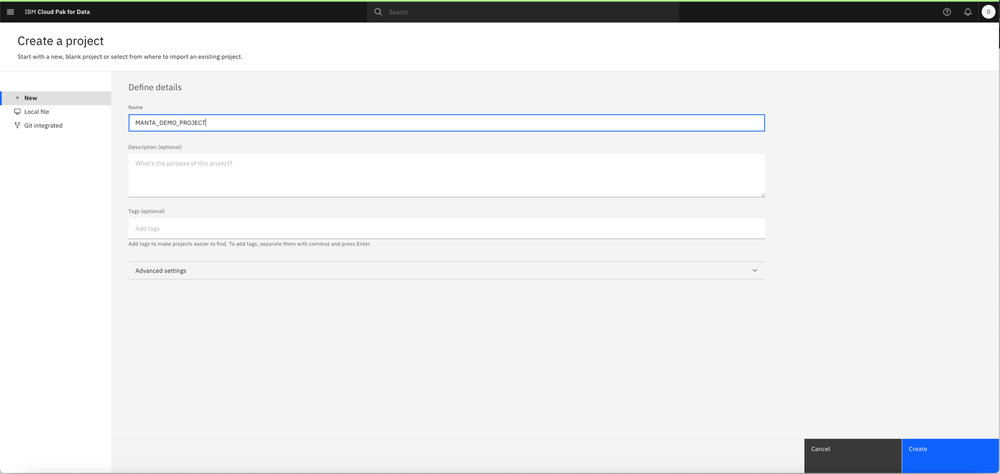 IBM Cloud Pak for Data
Search
D
Create a project
Start with a new, blank project or select from where to import an existing project.
+ New
Local file
Git integrated
Define details
Name
MANTA_DEMO_PROJECT
Description (optional)
What's the purpose of this project?
Tags (optional)
Add tags
Add tags to make projects easier to find. To add tags, separate them with commas and press Enter.
Advanced settings
Cancel
Create